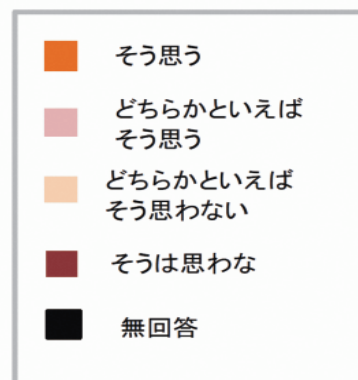 そう思う
どちらかといえば
そう思う
どちらかといえば
そう思わない
そうは思わな
無回答